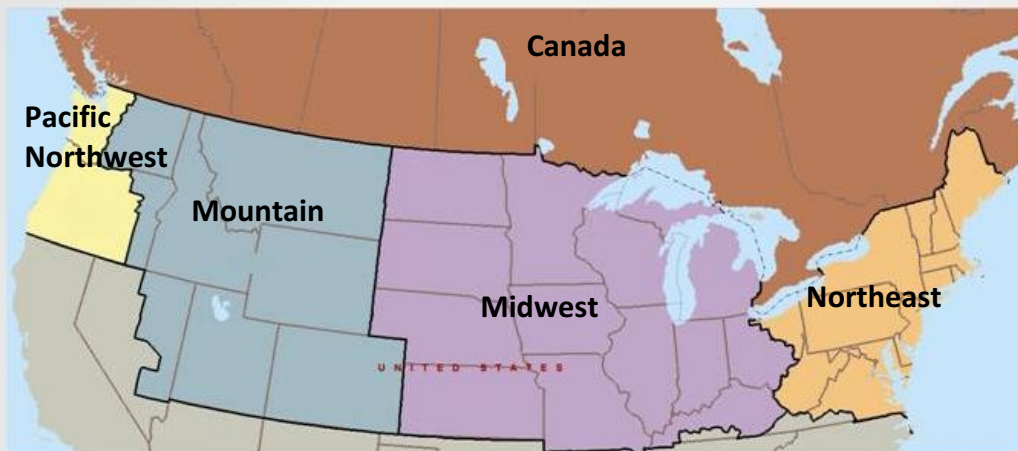 Canada
Pacific
Northwest
Mountain
Midwest
Northeast
UNITED STATES